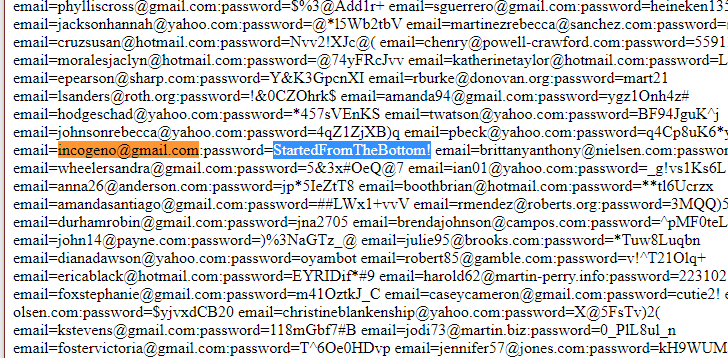 email=phylliscross@gmail.com:password=$%3@Add1r+ email=sguerrero@gmail.com:password=heineken135
email=jacksonhannah@yahoo.com:password=@*l5Wb2tbV email=martinezrebecca@sanchez.com:password=
email=cruzsusan@hotmail.com:password=Nvv2!XJc@( email=chenry@powell-crawford.com:password=5591
email=moralesjaclyn@hotmail.com:password=@74yFRcJvv email=katherinetaylor@hotmail.com:password=L
email=epearson@sharp.com:password=Y&K3GpcnXI email=rburke@donovan.org:password=mart21
email=lsanders@roth.org:password=!&0CZOhrk$ email=amanda94@gmail.com:password=ygz1Onh4z#
email=hodgeschad@yahoo.com:password=*457sVEnKS email=twatson@yahoo.com:password=BF94JguK^j
email=johnsonrebecca@yahoo.com:password=4qZ1ZjXB)q email=pbeck@yahoo.com:password=q4Cp8uK6*y
email=incogeno@gmail.com:password=StartedFromTheBottom! email=brittanyanthony@nielsen.com:passwor
email=wheelersandra@gmail.com:password=5&3x#OeQ@7 email=ian01@yahoo.com:password=_g!vs1Ks6L
email=anna26@anderson.com:password=jp*5IeZtT8 email=boothbrian@hotmail.com:password=**tl6Ucrzx
email=amandasantiago@gmail.com:password=##LWx1+vvV email=rmendez@roberts.org:password=3MQQ)5
email=durhamrobin@gmail.com:password=jna2705 email=brendajohnson@campos.com:password=^pMF0teL
email=john14@payne.com:password=)%3NaGTz_@ email=julie95@brooks.com:password=*Tuw8Luqbn
email=dianadawson@yahoo.com:password=oyambot email=robert85@gamble.com:password=v!^T21Olq+
email=ericablack@hotmail.com:password=EYRIDif*#9 email=harold62@martin-perry.info:password=223102
email=foxstephanie@gmail.com:password=m41OztkJ_C email=caseycameron@gmail.com:password=cutie2! e
olsen.com:password=$yjvxdCB20 email=christineblankenship@yahoo.com:password=X@5FsTv)2(
email=kstevens@gmail.com:password=118mGbf7#B email=jodi73@martin.biz:password=0_PIL8ul_n
email=fostervictoria@gmail.com:password=T^6Oe0HDvp email=jennifer57@jones.com:password=kH9WUM